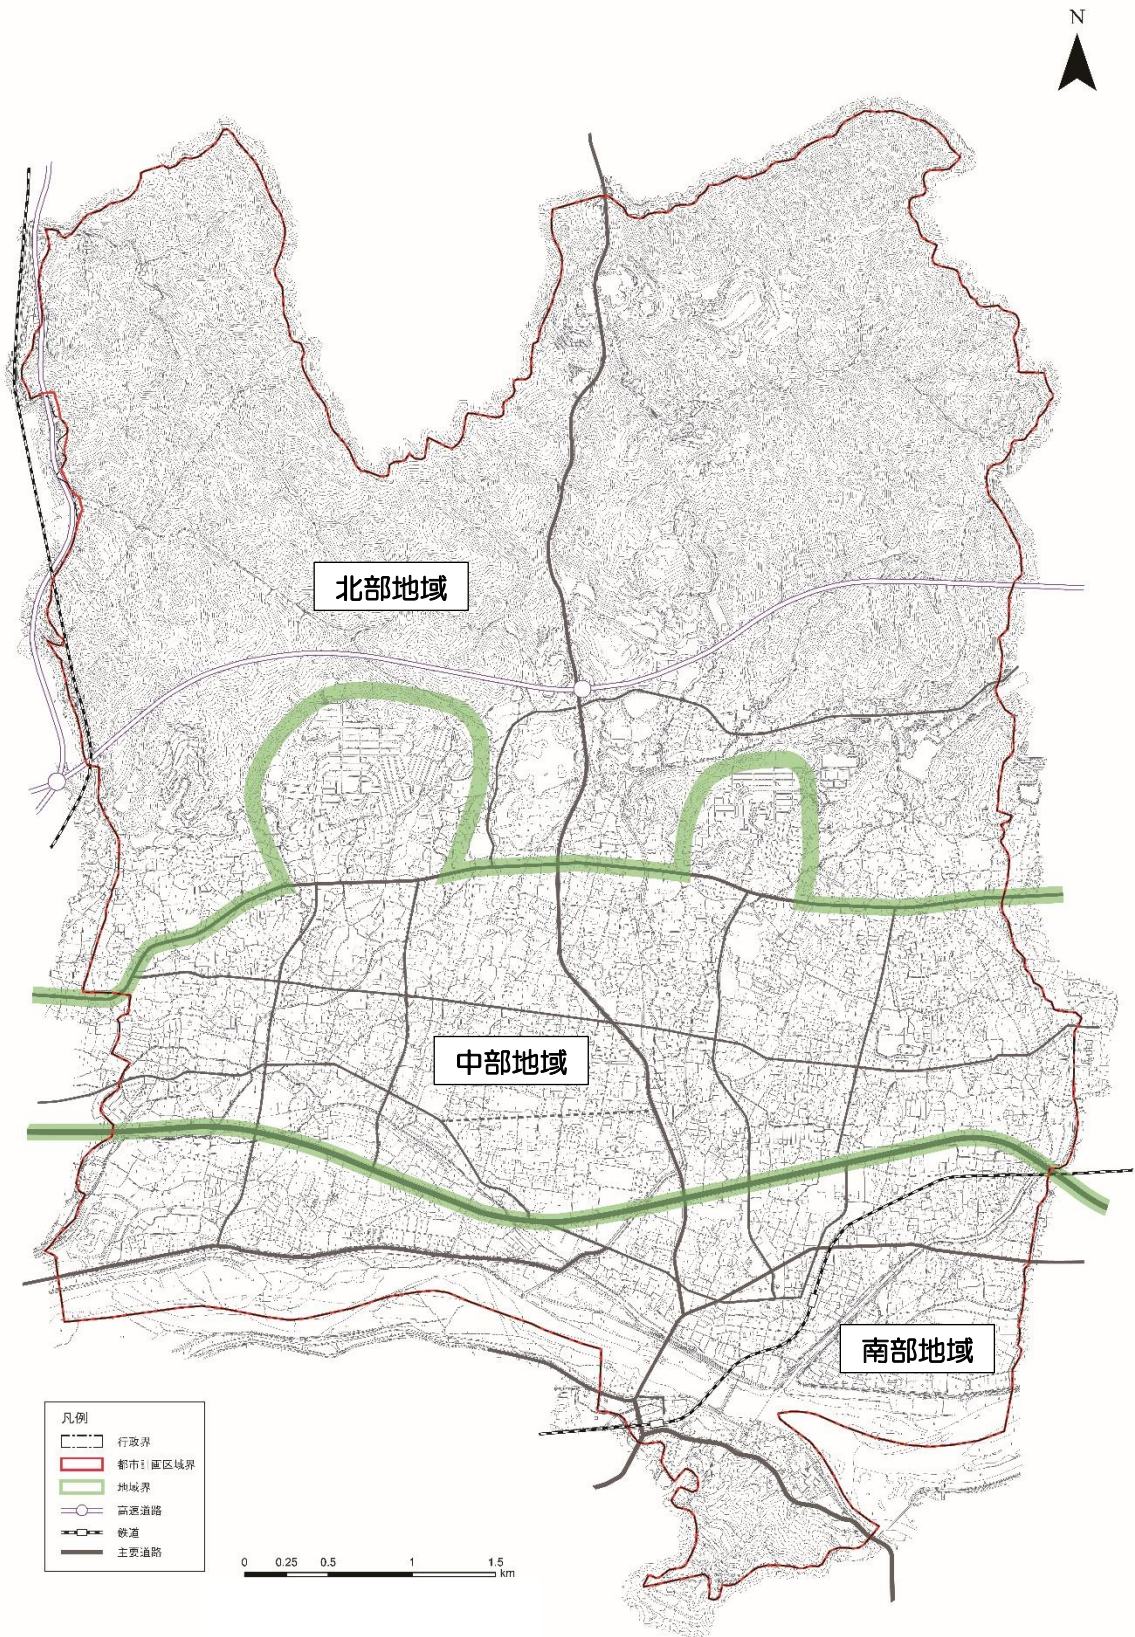 N
北部地域
中部地域
南部地域
凡例
行政界
都市計画区域界
地域界
高速道路
鉄道
主要道路
0 0.25 0.5 1 1.5
km